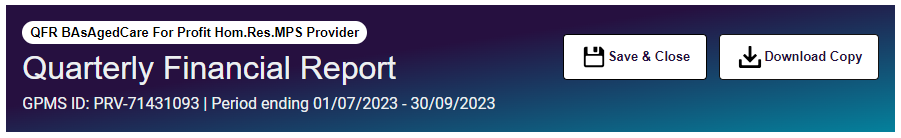 QFR BAsAgedCare For Profit Hom.Res.MPS Provider
Quarterly Financial Report
GPMS ID: PRV-71431093 | Period ending 01/07/2023 - 30/09/2023
Save & Close
Download Copy